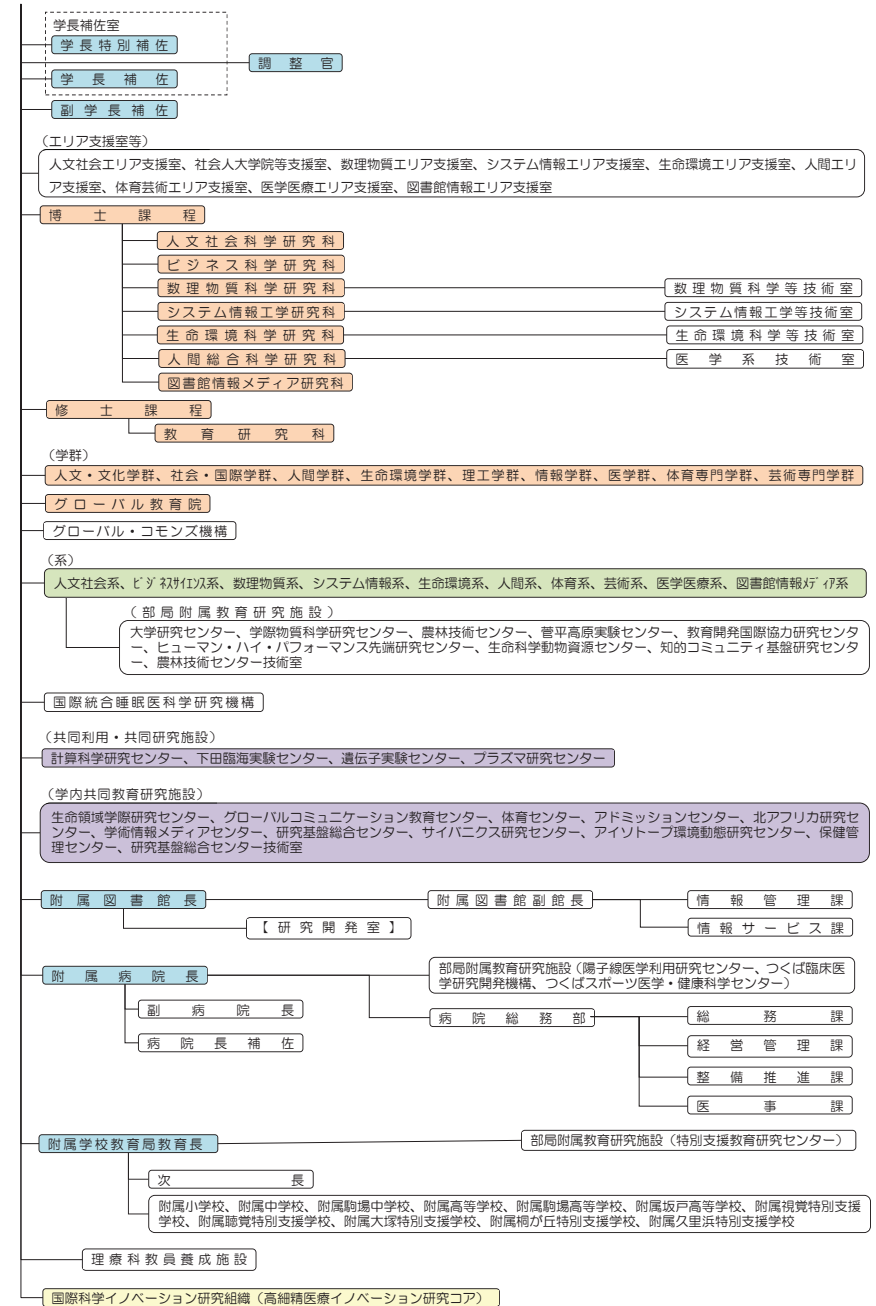 学長補佐室
学長特別補佐
調整官
学長補佐
副学長補佐
（エリア支援室等）
人文社会エリア支援室、社会人大学院等支援室、数理物質エリア支援室、システム情報エリア支援室、生命環境エリア支援室、人間エリ
ア支援室、体育芸術エリア支援室、医学医療エリア支援室、図書館情報エリア支援室
博士課程
人文社会科学研究科
ビジネス科学研究科
数理物質科学研究科
数理物質科学等技術室
システム情報工学研究科
システム情報工学等技術室
生命環境科学研究科
生命環境科学等技術室
人間総合科学研究科
医学系技術室
図書館情報メディア研究科
修士課程
教育研究科
（学群）
人文・文化学群、社会・国際学群、人間学群、生命環境学群、理工学群、情報学群、医学群、体育専門学群、芸術専門学群
グローバル教育院
グローバル・コモンズ機構
（系）
人文社会系、ﾋﾞｼﾞﾈｽｻｲｴﾝｽ系、数理物質系、システム情報系、生命環境系、人間系、体育系、芸術系、医学医療系、図書館情報ﾒﾃﾞｨｱ系
（部局附属教育研究施設）
大学研究センター、学際物質科学研究センター、農林技術センター、菅平高原実験センター、教育開発国際協力研究センタ
ー、ヒューマン・ハイ・パフォーマンス先端研究センター、生命科学動物資源センター、知的コミュニティ基盤研究センタ
ー、農林技術センター技術室
国際統合睡眠医科学研究機構
（共同利用・共同研究施設）
計算科学研究センター、下田臨海実験センター、遺伝子実験センター、プラズマ研究センター
（学内共同教育研究施設）
生命領域学際研究センター、グローバルコミュニケーション教育センター、体育センター、アドミッションセンター、北アフリカ研究セ
ンター、学術情報メディアセンター、研究基盤総合センター、サイバニクス研究センター、アイソトープ環境動態研究センター、保健管
理センター、研究基盤総合センター技術室
附属図書館長
附属図書館副館長
情報管理課
【研究開発室】
情報サービス課
附属病院長
部局附属教育研究施設（陽子線医学利用研究センター、つくば臨床医
学研究開発機構、つくばスポーツ医学・健康科学センター）
副病院長
病院総務部
総務課
病院長補佐
経営管理課
整備推進課
医事課
附属学校教育局教育長
部局附属教育研究施設（特別支援教育研究センター）
次長
附属小学校、附属中学校、附属駒場中学校、附属高等学校、附属駒場高等学校、附属坂戸高等学校、附属視覚特別支援
学校、附属聴覚特別支援学校、附属大塚特別支援学校、附属桐が丘特別支援学校、附属久里浜特別支援学校
理療科教員養成施設
国際科学イノベーション研究組織（高細精医療イノベーション研究コア）